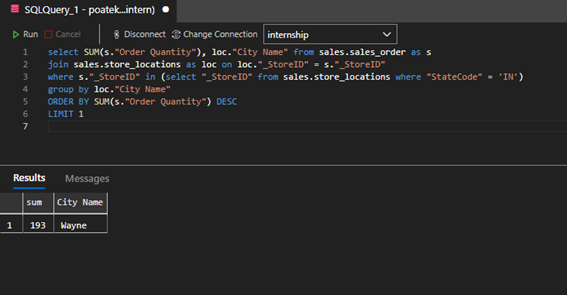 SQLQuery_1 - poatek...intern)
Run Cancel Disconnect Change Connection internship
1 select SUM(s."Order Quantity"), loc."City Name" from sales.sales_order as s
2 join sales.store_locations as loc on loc."_StoreID" = s."_StoreID"
3 where s."_StoreID" in (select "_StoreID" from sales.store_locations where "StateCode" = 'IN')
4 group by loc."City Name"
5 ORDER BY SUM(s."Order Quantity") DESC
6 LIMIT 1
7
Results Messages
sum City Name
1 193 Wayne